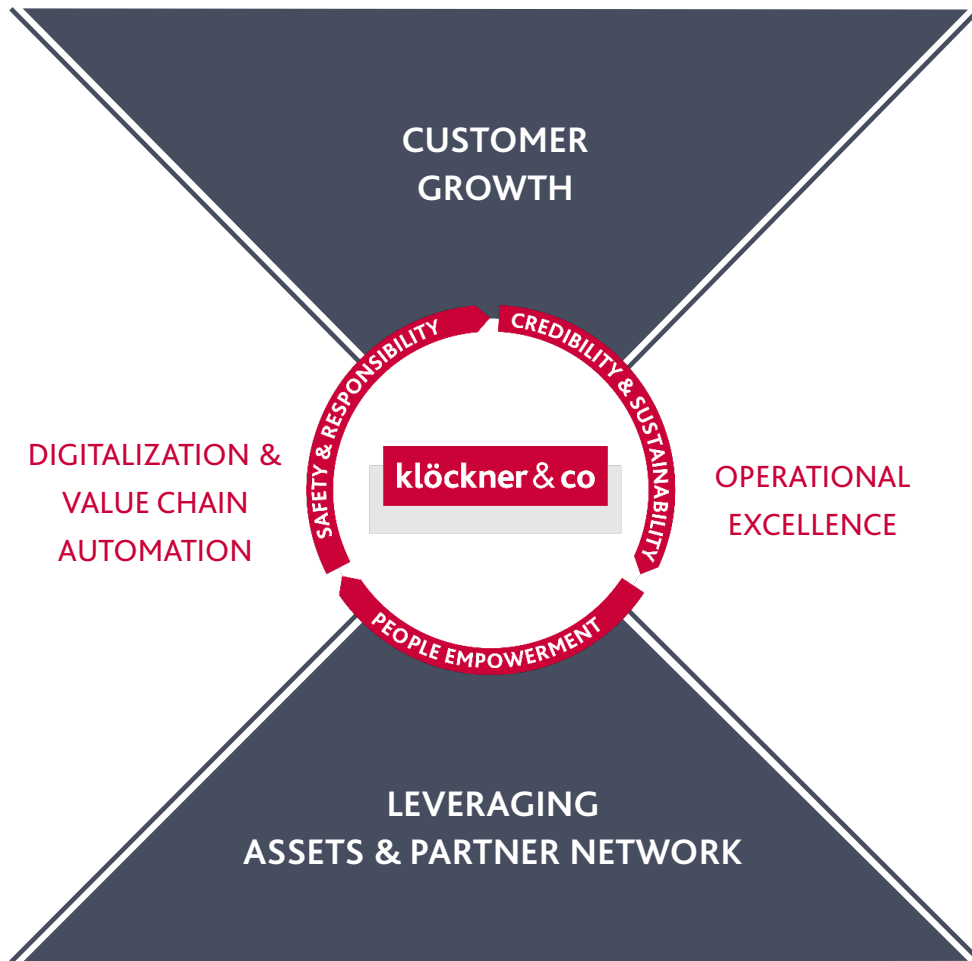 CUSTOMER
GROWTH
SAFETY & RESPONSIBILITY
CREDIBILITY & SUSTAINABILITY
DIGITALIZATION &
VALUE CHAIN
AUTOMATION
klöckner & co
OPERATIONAL
EXCELLENCE
PEOPLE EMPOWERMENT
LEVERAGING
ASSETS & PARTNER NETWORK